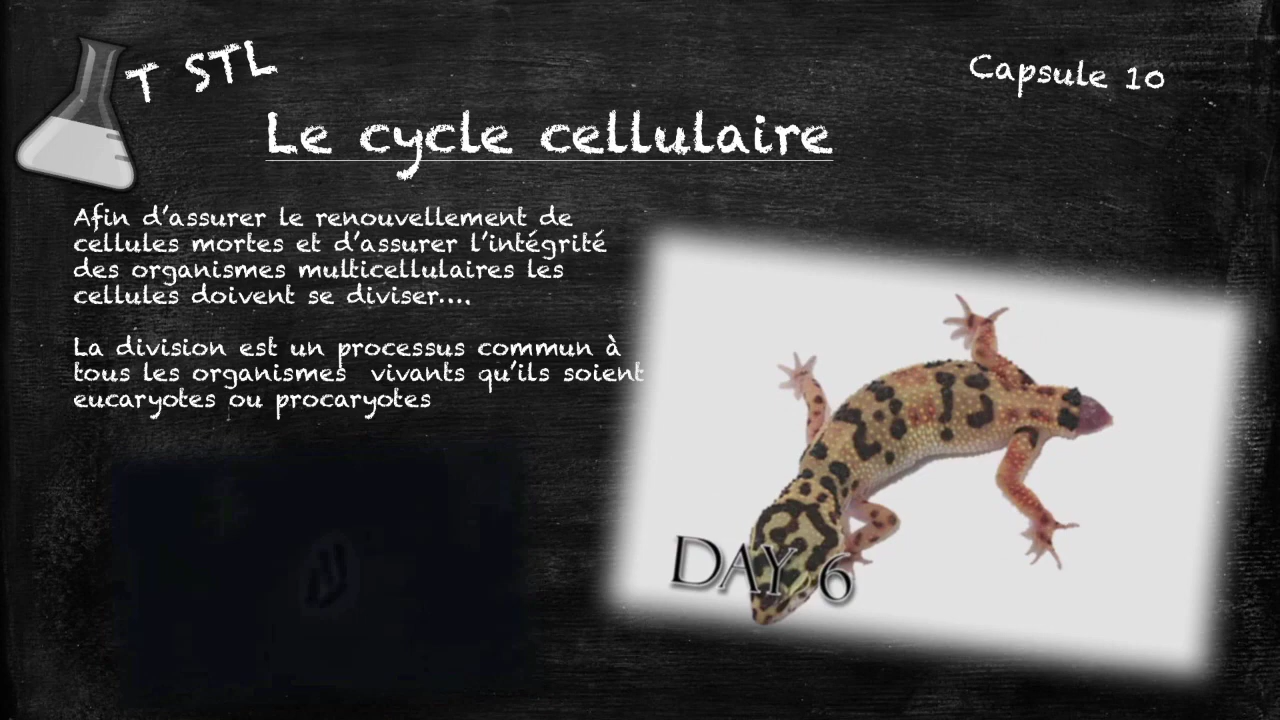 T STL
Capsule 10
Le cycle cellulaire
Afin d'assurer le renouvellement de
cellules mortes et d'assurer l'intégrité
des organismes multicellulaires les
cellules doivent se diviser....
La division est un processus commun à
tous les organismes vivants qu'ils soient
eucaryotes ou procaryotes
DAY 6